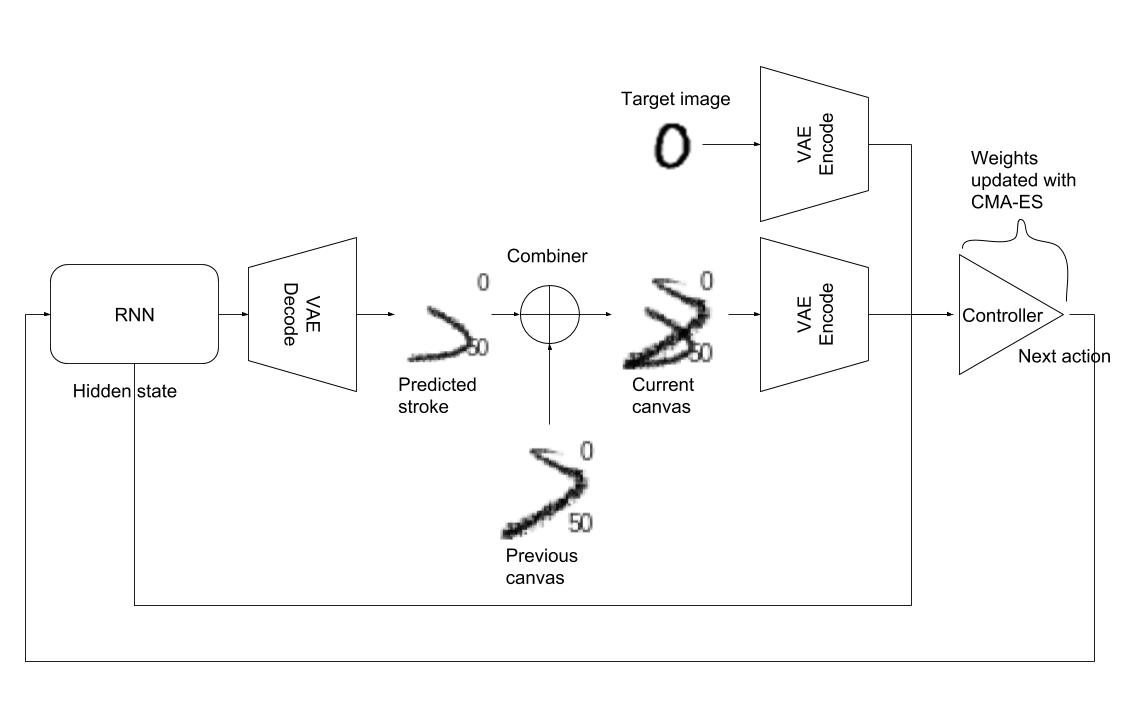 Target image
0
VAE
Encode
Weights
updated with
CMA-ES
RNN
Hidden state
VAE
Decode
0
50
Predicted
stroke
Combiner
0
50
Previous
canvas
0
50
Current
canvas
VAE
Encode
Controller
Next action